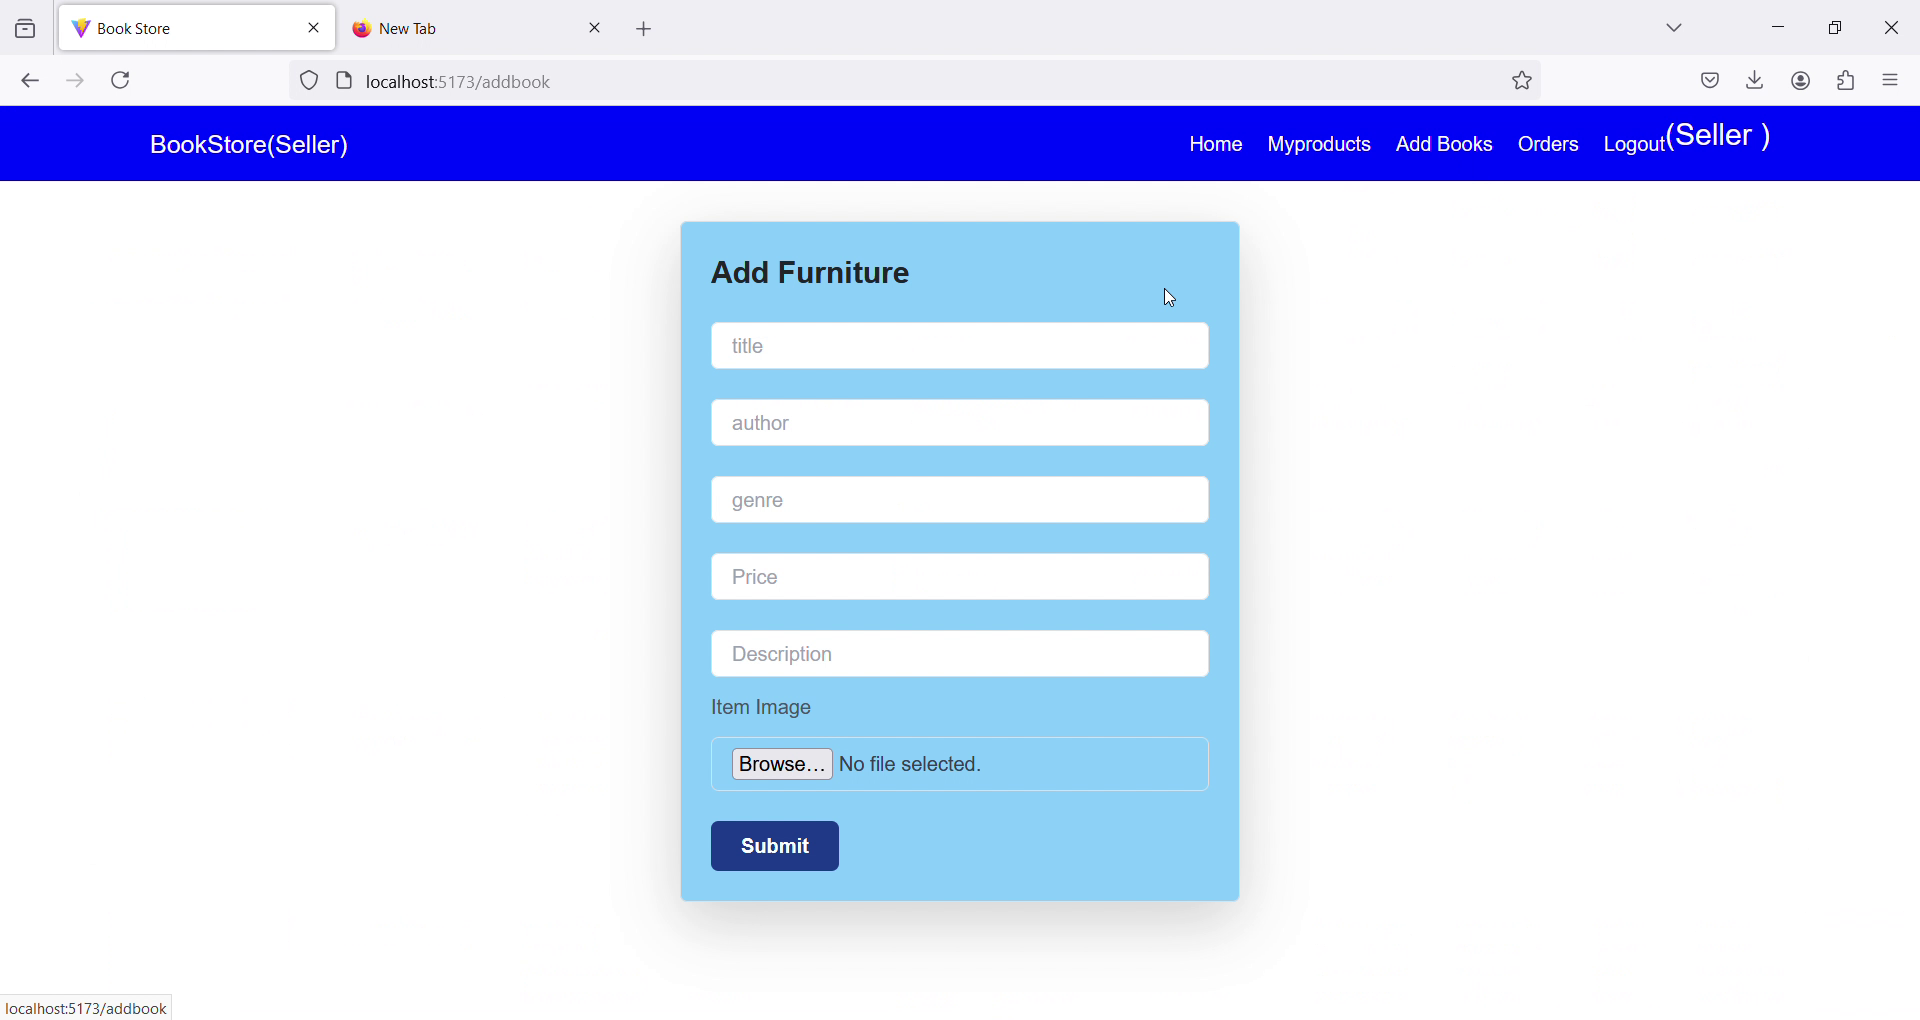 Book Store
New Tab
localhost:5173/addbook
BookStore(Seller)
Home Myproducts Add Books Orders Logout(Seller )
Add Furniture
title
author
genre
Price
Description
Item Image
Browse... No file selected.
Submit
localhost:5173/addbook